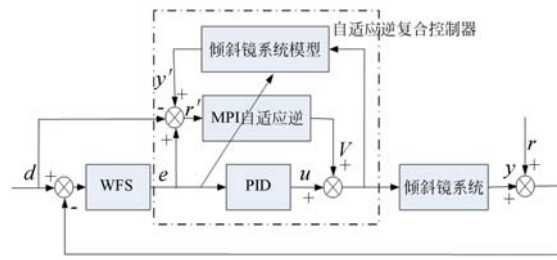 自适应逆复合控制器
倾斜镜系统模型
y'
+
- r' MPI自适应逆
+
V
r
d + WFS e PID u + + 倾斜镜系统 y + +
-